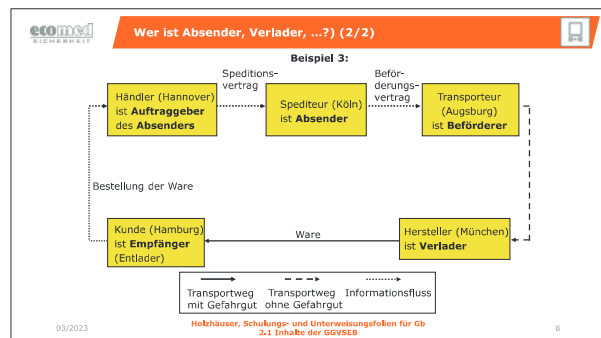 ecomed
SICHERHEIT
Wer ist Absender, Verlader, …?) (2/2)
Beispiel 3:
Speditions-
vertrag
Beför-
derungs-
vertrag
Händler (Hannover)
ist Auftraggeber
des Absenders
Spediteur (Köln)
ist Absender
Transporteur
(Augsburg)
ist Beförderer
Bestellung der Ware
Kunde (Hamburg)
ist Empfänger
(Entlader)
Ware
Hersteller (München)
ist Verlader
Transportweg
mit Gefahrgut
Transportweg
ohne Gefahrgut
Informationsfluss
03/2023
Holzhäuser, Schulungs- und Unterweisungsfolien für Gb
2.1 Inhalte der GGVSEB
8